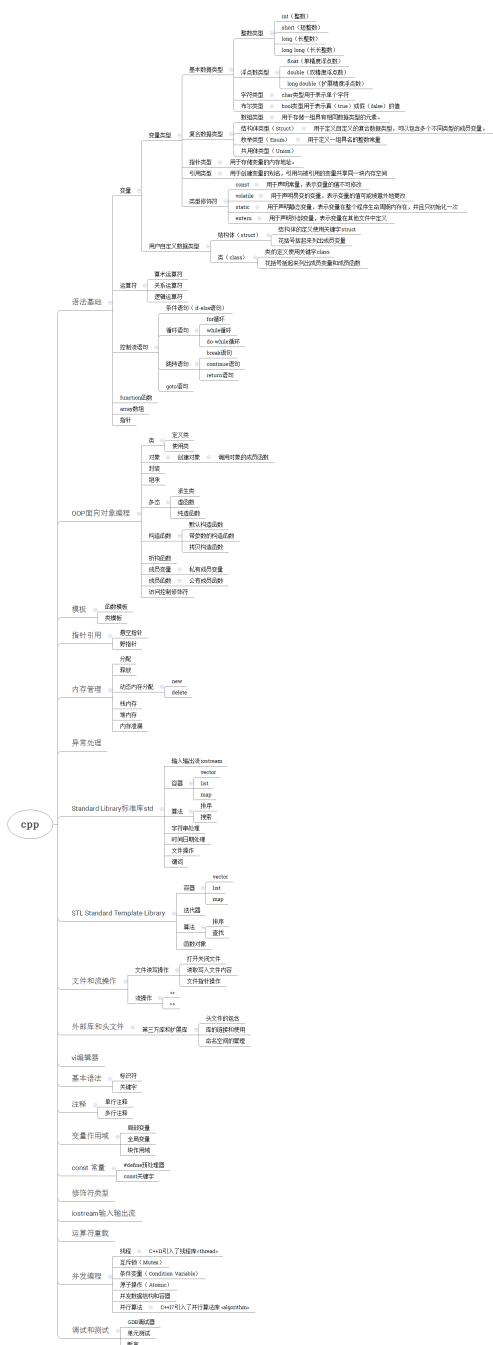 int（整数）
short（短整数）
整数类型
long（长整数）
long long（长长整数）
float（单精度浮点数）
基本数据类型
浮点数类型
double（双精度浮点数）
long double（扩展精度浮点数）
字符类型
char类型用于表示单个字符
布尔类型
bool类型用于表示真（true）或假（false）的值
数组类型
用于存储一组具有相同数据类型的元素。
变量类型
复合数据类型
结构体类型（Struct）
用于定义自定义的复合数据类型，可以包含多个不同类型的成员变量。
枚举类型（Enum）
用于定义一组具名的整数常量
共用体类型（Union）
指针类型
用于存储变量的内存地址。
引用类型
用于创建变量的别名，引用与被引用的变量共享同一块内存空间
变量
const
用于声明常量，表示变量的值不可修改
类型修饰符
volatile
用于声明易变的变量，表示变量的值可能被意外地更改
static
用于声明静态变量，表示变量在整个程序生命周期内存在，并且只初始化一次
extern
用于声明外部变量，表示变量在其他文件中定义
用户自定义数据类型
结构体（struct）
结构体的定义使用关键字struct
花括号括起来列出成员变量
类（class）
类的定义使用关键字class
花括号括起来列出成员变量和成员函数
语法基础
运算符
算术运算符
关系运算符
逻辑运算符
条件语句（if-else语句）
for循环
循环语句
while循环
do-while循环
控制流语句
break语句
跳转语句
continue语句
return语句
goto语句
function函数
array数组
指针
类
定义类
使用类
对象
创建对象
调用对象的成员函数
封装
继承
派生类
多态
虚函数
纯虚函数
OOP面向对象编程
默认构造函数
构造函数
带参数的构造函数
拷贝构造函数
析构函数
成员变量
私有成员变量
成员函数
公有成员函数
访问控制修饰符
模板
函数模板
类模板
指针引用
悬空指针
野指针
分配
释放
内存管理
动态内存分配
new
delete
栈内存
堆内存
内存泄漏
异常处理
输入输出流iostream
vector
容器
list
map
Standard Library标准库std
算法
排序
搜索
字符串处理
时间日期处理
文件操作
谓词
cpp
vector
容器
list
map
STL Standard Template Library
迭代器
算法
排序
查找
函数对象
打开关闭文件
文件和流操作
文件读写操作
读取写入文件内容
文件指针操作
流操作
外部库和头文件
第三方库和扩展库
头文件的包含
库的链接和使用
命名空间的管理
vi编辑器
基本语法
标识符
关键字
注释
单行注释
多行注释
变量作用域
局部变量
全局变量
块作用域
const 常量
#define预处理器
const关键字
修饰符类型
iostream输入输出流
运算符重载
并发编程
线程
C++11引入了线程库<thread>
互斥锁（Mutex）
条件变量（Condition Variable）
原子操作（Atomic）
并发数据结构和容器
并行算法
C++17引入了并行算法库 <algorithm>
调试和测试
GDB调试器
单元测试